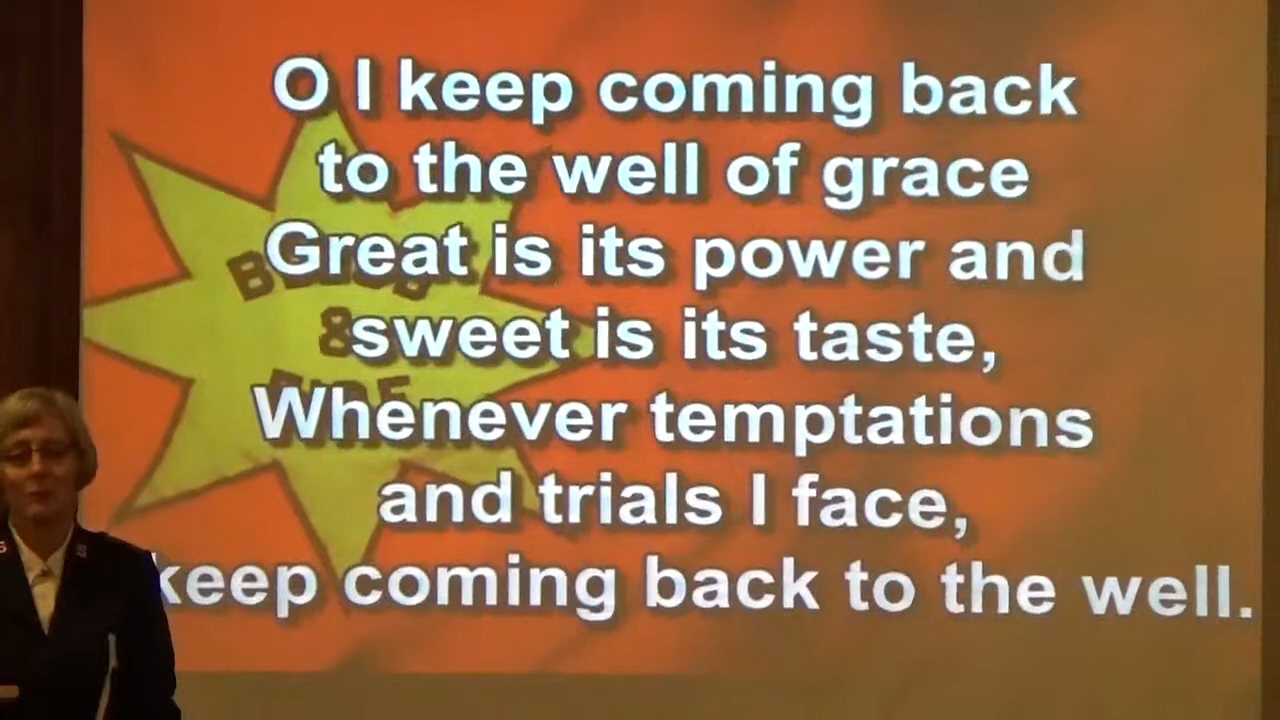 O I keep coming back
to the well of grace
Great is its power and
sweet is its taste,
Whenever temptations
and trials I face,
keep coming back to the well.
&
S S